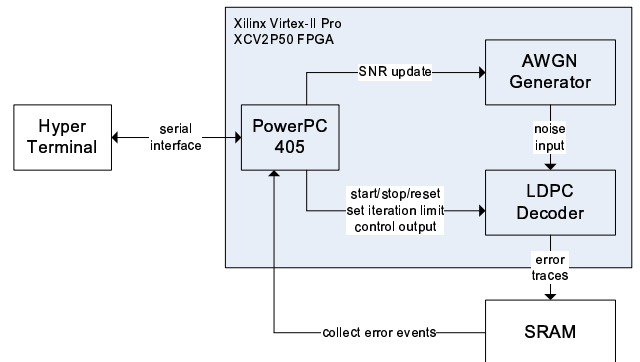 Xilinx Virtex-II Pro
XCV2P50 FPGA
SNR update
AWGN
Generator
Hyper
Terminal
serial
interface
PowerPC
405
noise
input
start/stop/reset
set iteration limit
control output
LDPC
Decoder
error
traces
collect error events
SRAM